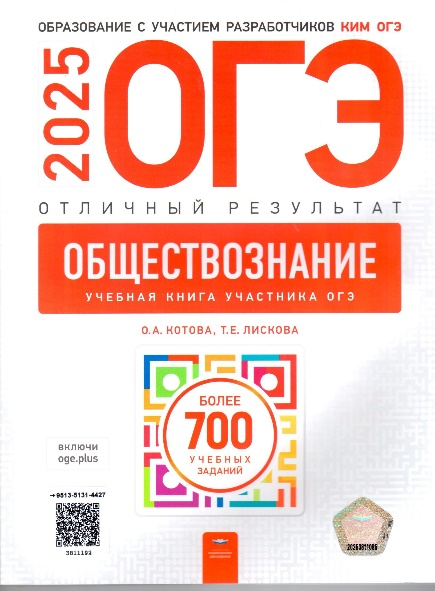 ОБРАЗОВАНИЕ С УЧАСТИЕМ РАЗРАБОТЧИКОВ КИМ ОГЭ
2025
ОГЭ
ОТЛИЧНЫЙ РЕЗУЛЬТАТ
ОБЩЕСТВОЗНАНИЕ
УЧЕБНАЯ КНИГА УЧАСТНИКА ОГЭ
О.А. КОТОВА, Т.Е. ЛИСКОВА
БОЛЕЕ
700
УЧЕБНЫХ
ЗАДАНИЙ
ВКЛЮЧИ
oge.plus
9513-5131-4427
3811193